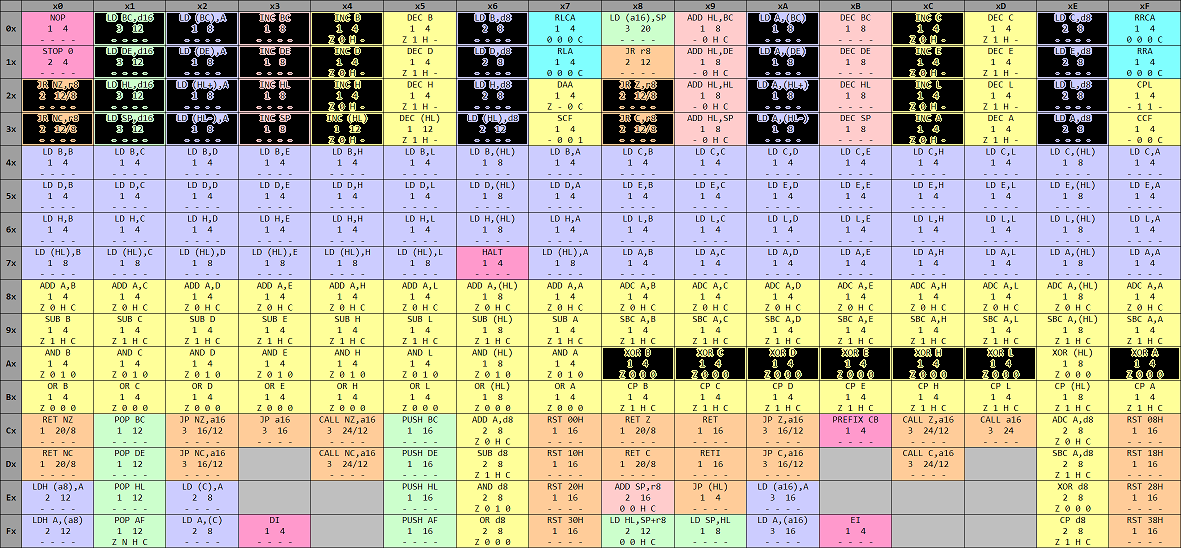 x0 x1 x2 x3 x4 x5 x6 x7 x8 x9 xA xB xC xD xE xF
NOP LD BC,d16 LD (BC),A INC BC INC B DEC B LD B,d8 RLCA LD (a16),SP ADD HL,BC LD A,(BC) DEC BC INC C DEC C LD C,d8 RRCA
0x 1 4 3 12 1 8 1 8 1 4 1 4 2 8 1 4 3 20 1 8 1 8 1 8 1 4 1 4 2 8 1 4
- - - - - - - - - - - - - - - - Z 0 H - Z 1 H - - - - - 0 0 0 C - - - - - 0 H C - - - - - - - - Z 0 H - Z 1 H - - - - - 0 0 0 C
STOP 0 LD DE,d16 LD (DE),A INC DE INC D DEC D LD D,d8 RLA JR r8 ADD HL,DE LD A,(DE) DEC DE INC E DEC E LD E,d8 RRA
1x 2 4 3 12 1 8 1 8 1 4 1 4 2 8 1 4 2 12 1 8 1 8 1 8 1 4 1 4 2 8 1 4
- - - - - - - - - - - - - - - - Z 0 H - Z 1 H - - - - - 0 0 0 C - - - - - 0 H C - - - - - - - - Z 0 H - Z 1 H - - - - - 0 0 0 C
JR NZ,r8 LD HL,d16 LD (HL+),A INC HL INC H DEC H LD H,d8 DAA JR Z,r8 ADD HL,HL LD A,(HL+) DEC HL INC L DEC L LD L,d8 CPL
2x 2 12/8 3 12 1 8 1 8 1 4 1 4 2 8 1 4 2 12/8 1 8 1 8 1 8 1 4 1 4 2 8 1 4
- - - - - - - - - - - - - - - - Z 0 H - Z 1 H - - - - - Z - 0 C - - - - - 0 H C - - - - - - - - Z 0 H - Z 1 H - - - - - - 1 1 -
JR NC,r8 LD SP,d16 LD (HL-),A INC SP INC (HL) DEC (HL) LD (HL),d8 SCF JR C,r8 ADD HL,SP LD A,(HL-) DEC SP INC A DEC A LD A,d8 CCF
3x 2 12/8 3 12 1 8 1 8 1 12 1 12 2 12 1 4 2 12/8 1 8 1 8 1 8 1 4 1 4 2 8 1 4
- - - - - - - - - - - - - - - - Z 0 H - Z 1 H - - - - - - 0 0 1 - - - - - 0 H C - - - - - - - - Z 0 H - Z 1 H - - - - - - 0 0 C
LD B,B LD B,C LD B,D LD B,E LD B,H LD B,L LD B,(HL) LD B,A LD C,B LD C,C LD C,D LD C,E LD C,H LD C,L LD C,(HL) LD C,A
4x 1 4 1 4 1 4 1 4 1 4 1 4 1 8 1 4 1 4 1 4 1 4 1 4 1 4 1 4 1 8 1 4
- - - - - - - - - - - - - - - - - - - - - - - - - - - - - - - - - - - - - - - - - - - - - - - - - - - - - - - - - - - - - - - -
LD D,B LD D,C LD D,D LD D,E LD D,H LD D,L LD D,(HL) LD D,A LD E,B LD E,C LD E,D LD E,E LD E,H LD E,L LD E,(HL) LD E,A
5x 1 4 1 4 1 4 1 4 1 4 1 4 1 8 1 4 1 4 1 4 1 4 1 4 1 4 1 4 1 8 1 4
- - - - - - - - - - - - - - - - - - - - - - - - - - - - - - - - - - - - - - - - - - - - - - - - - - - - - - - - - - - - - - - -
LD H,B LD H,C LD H,D LD H,E LD H,H LD H,L LD H,(HL) LD H,A LD L,B LD L,C LD L,D LD L,E LD L,H LD L,L LD L,(HL) LD L,A
6x 1 4 1 4 1 4 1 4 1 4 1 4 1 8 1 4 1 4 1 4 1 4 1 4 1 4 1 4 1 8 1 4
- - - - - - - - - - - - - - - - - - - - - - - - - - - - - - - - - - - - - - - - - - - - - - - - - - - - - - - - - - - - - - - -
LD (HL),B LD (HL),C LD (HL),D LD (HL),E LD (HL),H LD (HL),L HALT LD (HL),A LD A,B LD A,C LD A,D LD A,E LD A,H LD A,L LD A,(HL) LD A,A
7x 1 8 1 8 1 8 1 8 1 8 1 8 1 4 1 8 1 4 1 4 1 4 1 4 1 4 1 4 1 8 1 4
- - - - - - - - - - - - - - - - - - - - - - - - - - - - - - - - - - - - - - - - - - - - - - - - - - - - - - - - - - - - - - - -
ADD A,B ADD A,C ADD A,D ADD A,E ADD A,H ADD A,L ADD A,(HL) ADD A,A ADC A,B ADC A,C ADC A,D ADC A,E ADC A,H ADC A,L ADC A,(HL) ADC A,A
8x 1 4 1 4 1 4 1 4 1 4 1 4 1 8 1 4 1 4 1 4 1 4 1 4 1 4 1 4 1 8 1 4
Z 0 H C Z 0 H C Z 0 H C Z 0 H C Z 0 H C Z 0 H C Z 0 H C Z 0 H C Z 0 H C Z 0 H C Z 0 H C Z 0 H C Z 0 H C Z 0 H C Z 0 H C Z 0 H C
SUB B SUB C SUB D SUB E SUB H SUB L SUB (HL) SUB A SBC A,B SBC A,C SBC A,D SBC A,E SBC A,H SBC A,L SBC A,(HL) SBC A,A
9x 1 4 1 4 1 4 1 4 1 4 1 4 1 8 1 4 1 4 1 4 1 4 1 4 1 4 1 4 1 8 1 4
Z 1 H C Z 1 H C Z 1 H C Z 1 H C Z 1 H C Z 1 H C Z 1 H C Z 1 H C Z 1 H C Z 1 H C Z 1 H C Z 1 H C Z 1 H C Z 1 H C Z 1 H C Z 1 H C
AND B AND C AND D AND E AND H AND L AND (HL) AND A XOR B XOR C XOR D XOR E XOR H XOR L XOR (HL) XOR A
Ax 1 4 1 4 1 4 1 4 1 4 1 4 1 8 1 4 1 4 1 4 1 4 1 4 1 4 1 4 1 8 1 4
Z 0 1 0 Z 0 1 0 Z 0 1 0 Z 0 1 0 Z 0 1 0 Z 0 1 0 Z 0 1 0 Z 0 1 0 Z 0 0 0 Z 0 0 0 Z 0 0 0 Z 0 0 0 Z 0 0 0 Z 0 0 0 Z 0 0 0 Z 0 0 0
OR B OR C OR D OR E OR H OR L OR (HL) OR A CP B CP C CP D CP E CP H CP L CP (HL) CP A
Bx 1 4 1 4 1 4 1 4 1 4 1 4 1 8 1 4 1 4 1 4 1 4 1 4 1 4 1 4 1 8 1 4
Z 0 0 0 Z 0 0 0 Z 0 0 0 Z 0 0 0 Z 0 0 0 Z 0 0 0 Z 0 0 0 Z 0 0 0 Z 1 H C Z 1 H C Z 1 H C Z 1 H C Z 1 H C Z 1 H C Z 1 H C Z 1 H C
RET NZ POP BC JP NZ,a16 JP a16 CALL NZ,a16 PUSH BC ADD A,d8 RST 00H RET Z RET JP Z,a16 PREFIX CB CALL Z,a16 CALL a16 ADC A,d8 RST 08H
Cx 1 20/8 1 12 3 16/12 3 16 3 24/12 1 16 2 8 1 16 1 20/8 1 16 3 16/12 1 4 3 24/12 3 24 2 8 1 16
- - - - - - - - - - - - - - - - - - - - - - - - Z 0 H C - - - - - - - - - - - - - - - - - - - - - - - - - - - - Z 0 H C - - - -
RET NC POP DE JP NC,a16 CALL NC,a16 PUSH DE SUB d8 RST 10H RET C RETI JP C,a16 CALL C,a16 SBC A,d8 RST 18H
Dx 1 20/8 1 12 3 16/12 3 24/12 1 16 2 8 1 16 1 20/8 1 16 3 16/12 3 24/12 2 8 1 16
- - - - - - - - - - - - - - - - - - - - Z 1 H C - - - - - - - - - - - - - - - - - - - - Z 1 H C - - - -
LDH (a8),A POP HL LD (C),A PUSH HL AND d8 RST 20H ADD SP,r8 JP (HL) LD (a16),A XOR d8 RST 28H
Ex 2 12 1 12 2 8 1 16 2 8 1 16 2 16 1 4 3 16 2 8 1 16
- - - - - - - - - - - - - - - - Z 0 1 0 - - - - 0 0 H C - - - - - - - - Z 0 0 0 - - - -
LDH A,(a8) POP AF LD A,(C) DI PUSH AF OR d8 RST 30H LD HL,SP+r8 LD SP,HL LD A,(a16) EI CP d8 RST 38H
Fx 2 12 1 12 2 8 1 4 1 16 2 8 1 16 2 12 1 8 3 16 1 4 2 8 1 16
- - - - Z N H C - - - - - - - - - - - - Z 0 0 0 - - - - 0 0 H C - - - - - - - - - - - - Z 1 H C - - - -